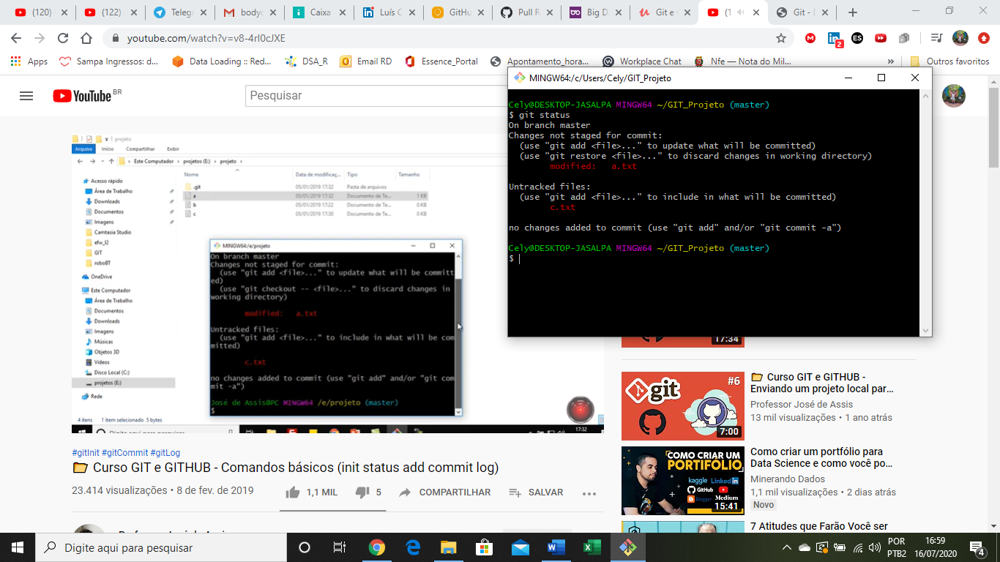 (120)
(122)
Telegr
bodyc
Caixa
Luís C
GitHu
Pull R
Big Da
Git e
(1
Git - D
youtube.com/watch?v=v8-4rI0cJXE
Apps
Sampa Ingressos: d...
Data Loading :: Red...
DSA_R
Email RD
Essence_Portal
Apontamento_hora...
Workplace Chat
Nfe — Nota do Mil...
»
Outros favoritos
YouTube BR
Pesquisar
MINGW64:/c/Users/Cely/GIT_Projeto
Cely@DESKTOP-JASALPA MINGW64 ~/GIT_Projeto (master)
$ git status
On branch master
Changes not staged for commit:
(use "git add <file>..." to update what will be committed)
(use "git restore <file>..." to discard changes in working directory)
modified: a.txt
Untracked files:
(use "git add <file>..." to include in what will be committed)
c.txt
no changes added to commit (use "git add" and/or "git commit -a")
Cely@DESKTOP-JASALPA MINGW64 ~/GIT_Projeto (master)
$
projeto
Arquivo Início Compartilhar Exibir
Este Computador > projetos (E:) > projeto >
Nome Data de modificaç... Tipo Tamanho
.git 05/01/2019 17:32 Pasta de arquivos
a 05/01/2019 17:32 Documento de Te... 1 KB
b 05/01/2019 17:22 Documento de Te... 0 KB
c 05/01/2019 17:30 Documento de Te... 0 KB
Acesso rápido
Área de Trabalho
Downloads
Documentos
Imagens
Camtasia Studio
efw_l2
GIT
roboBT
OneDrive
Este Computador
Área de Trabalho
Documentos
Downloads
Imagens
Músicas
Objetos 3D
Vídeos
Disco Local (C:)
projetos (E:)
Rede
4 itens 1 item selecionado 5 bytes
MINGW64:/e/projeto
On branch master
Changes not staged for commit:
(use "git add <file>..." to update what will be committ
ed)
(use "git checkout -- <file>..." to discard changes in
working directory)
modified: a.txt
Untracked files:
(use "git add <file>..." to include in what will be com
mitted)
c.txt
no changes added to commit (use "git add" and/or "git com
mit -a")
José de Assis@PC MINGW64 /e/projeto (master)
$
Digite aqui para pesquisar
17:32
#gitInit #gitCommit #gitLog
Curso GIT e GITHUB - Comandos básicos (init status add commit log)
23.414 visualizações • 8 de fev. de 2019
1,1 MIL
5
COMPARTILHAR
SALVAR
17:34
git
#6
7:00
Curso GIT e GITHUB -
Enviando um projeto local par...
Professor José de Assis
13 mil visualizações • 1 ano atrás
COMO CRIAR UM
PORTIFÓLIO
kaggle LinkedIn
GitHub YouTube
Blogger Medium
15:41
Como criar um portfólio para
Data Science e como você po...
Minerando Dados
1,1 mil visualizações • 2 dias atrás
Novo
7 Atitudes que Farão Você ser
Digite aqui para pesquisar
POR
PTB2
16:59
16/07/2020
4